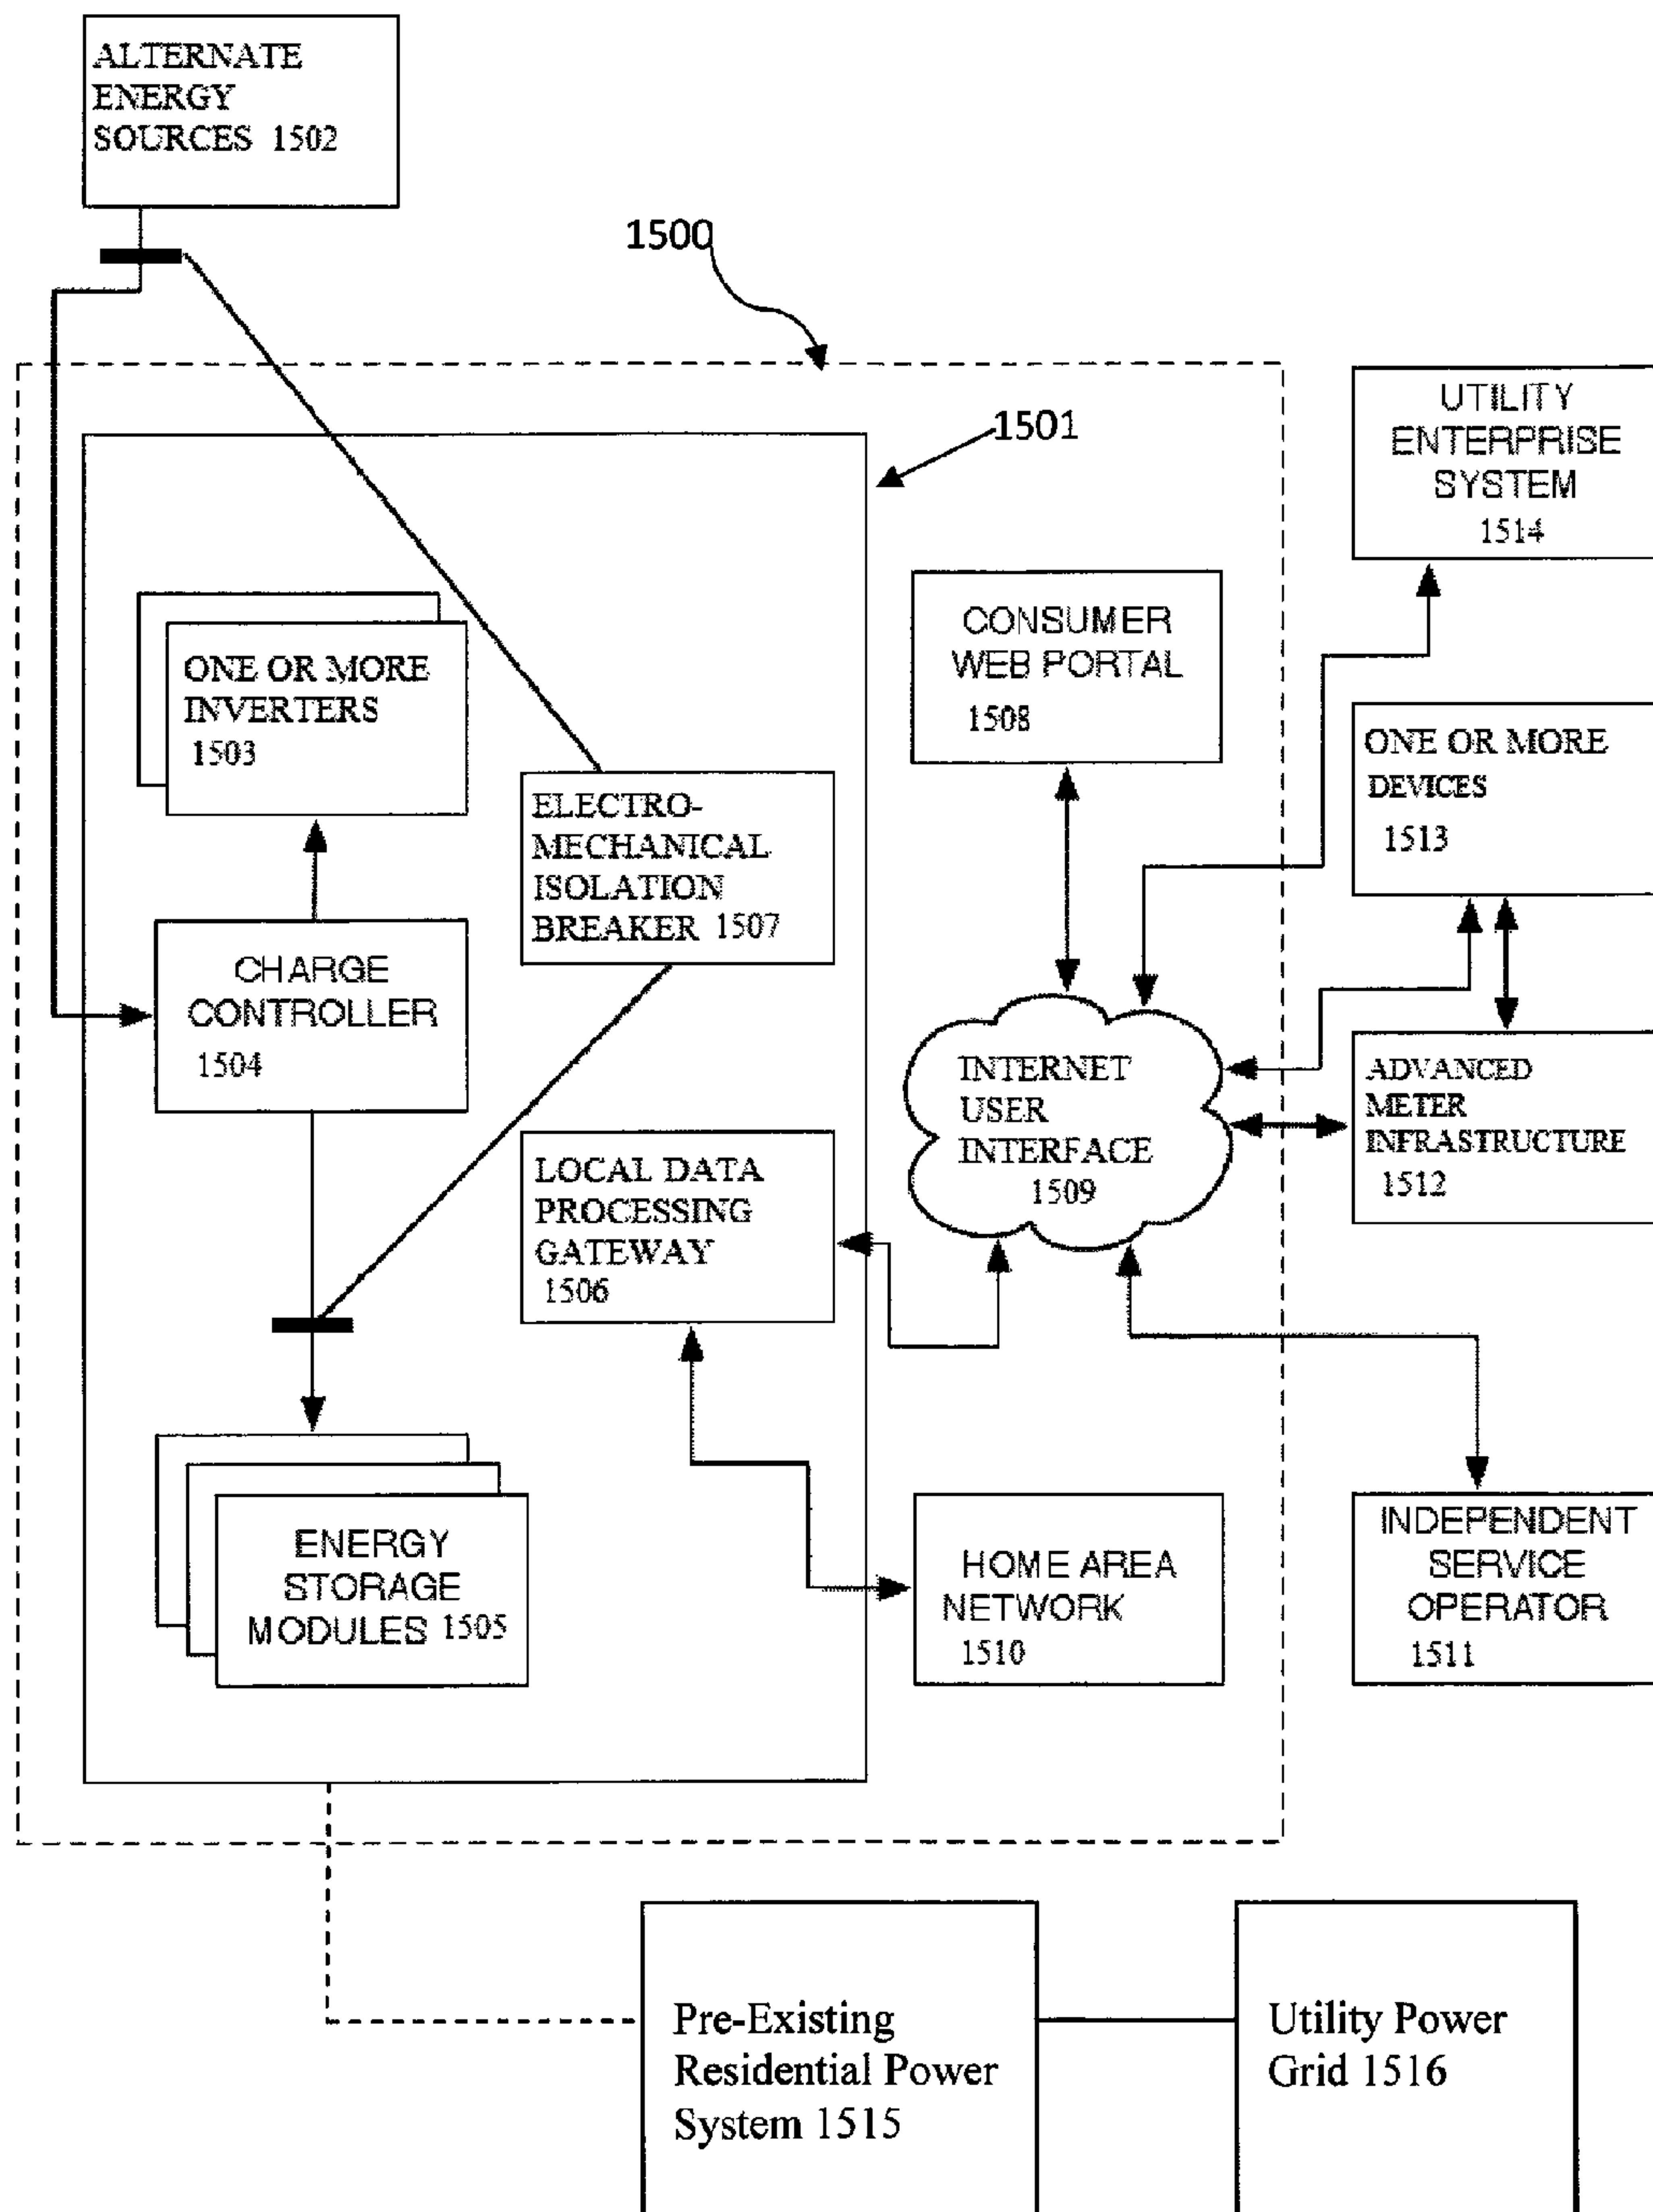 ALTERNATE
ENERGY
SOURCES 1502
1500
1501
UTILITY
ENTERPRISE
SYSTEM
1514
ONE OR MORE
INVERTERS
1503
CONSUMER
WEB PORTAL
1508
ONE OR MORE
DEVICES
1513
ELECTRO-
MECHANICAL
ISOLATION
BREAKER 1507
CHARGE
CONTROLLER
1504
INTERNET
USER
INTERFACE
1509
ADVANCED
METER
INFRASTRUCTURE
1512
LOCAL DATA
PROCESSING
GATEWAY
1506
ENERGY
STORAGE
MODULES 1505
HOME AREA
NETWORK
1510
INDEPENDENT
SERVICE
OPERATOR
1511
Pre-Existing
Residential Power
System 1515
Utility Power
Grid 1516